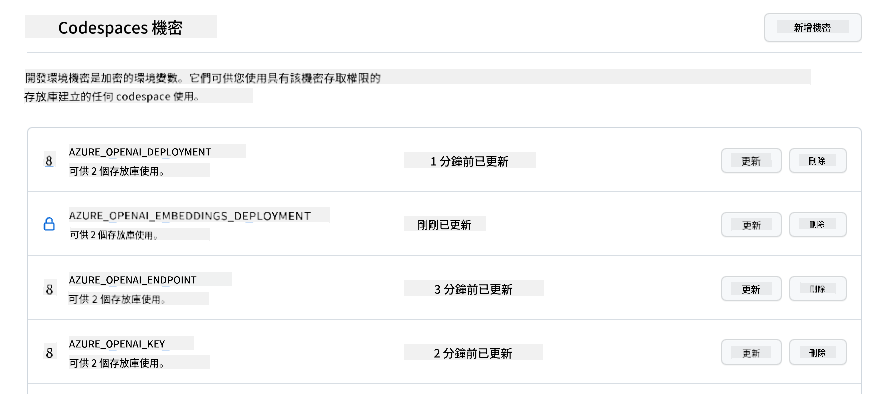 Codespaces 機密
新增機密
開發環境機密是加密的環境變數。它們可供您使用具有該機密存取權限的
存放庫建立的任何 codespace 使用。
8 AZURE_OPENAI_DEPLOYMENT 1 分鐘前已更新 更新 刪除
可供 2 個存放庫使用。
AZURE_OPENAI_EMBEDDINGS_DEPLOYMENT 剛剛已更新 更新 刪除
可供 2 個存放庫使用。
8 AZURE_OPENAI_ENDPOINT 3 分鐘前已更新 更新 刪除
可供 2 個存放庫使用。
8 AZURE_OPENAI_KEY 2 分鐘前已更新 更新 刪除
可供 2 個存放庫使用。